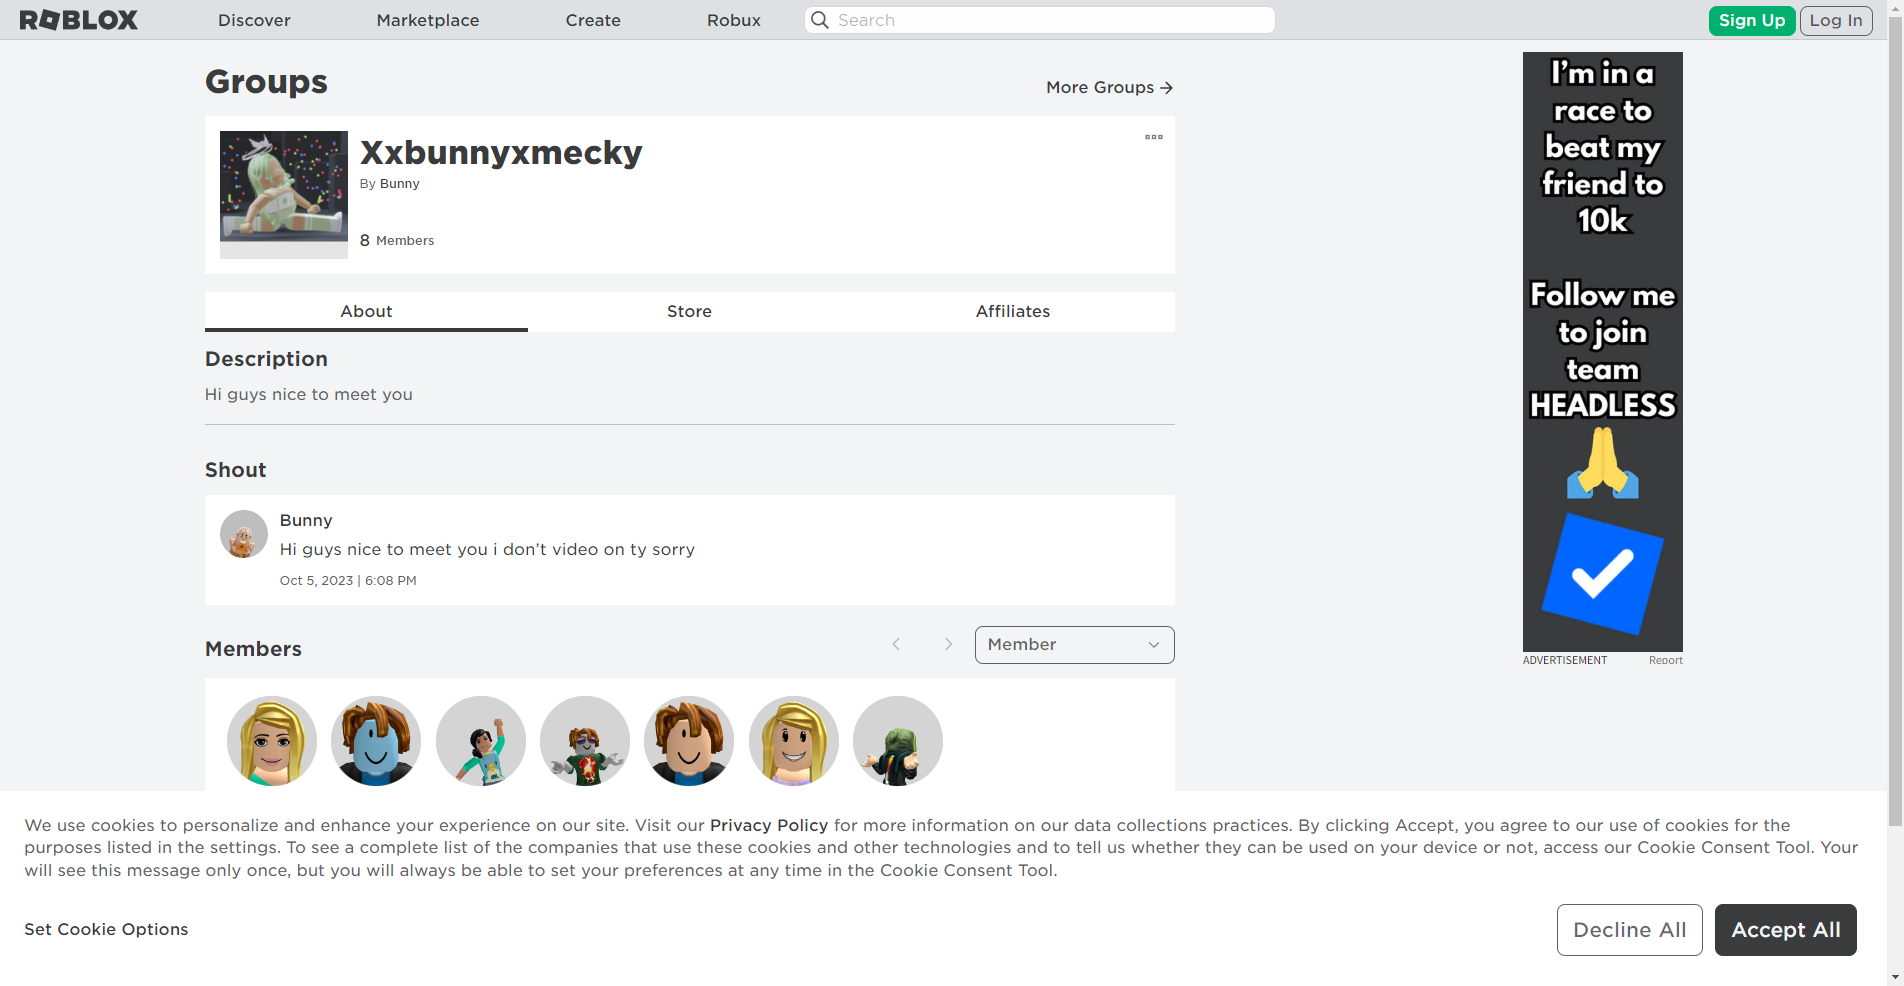 ROBLOX Discover Marketplace Create Robux Search Sign Up Log In
Groups
More Groups
Xxbunnyxmecky
By Bunny
8 Members
About Store Affiliates
Description
Hi guys nice to meet you
Shout
Bunny
Hi guys nice to meet you i don't video on ty sorry
Oct 5, 2023 | 6:08 PM
Members
Member
I'm in a
race to
beat my
friend to
10k
Follow me
to join
team
HEADLESS
ADVERTISEMENT Report
We use cookies to personalize and enhance your experience on our site. Visit our Privacy Policy for more information on our data collections practices. By clicking Accept, you agree to our use of cookies for the
purposes listed in the settings. To see a complete list of the companies that use these cookies and other technologies and to tell us whether they can be used on your device or not, access our Cookie Consent Tool. Your
will see this message only once, but you will always be able to set your preferences at any time in the Cookie Consent Tool.
Set Cookie Options
Decline All
Accept All